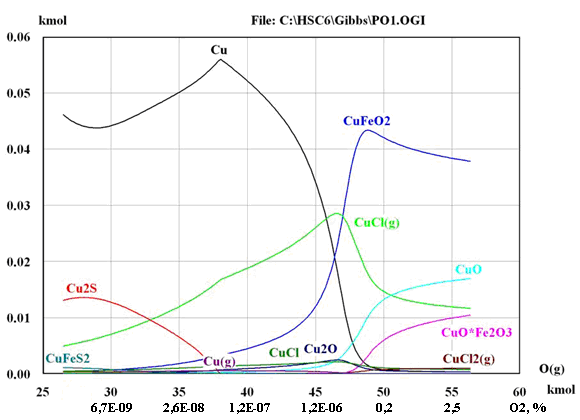 kmol File: C:\HSC6\Gibbs\PO1.OGI
0.06
Cu
0.05
CuFeO2
0.04
0.03
CuCl(g)
0.02
CuO
Cu2S
0.01
CuO*Fe2O3
CuFeS2 Cu(g) CuCl Cu2O CuCl2(g)
0.00 O(g)
25 30 35 40 45 50 55 60
kmol
6,7E-09 2,6E-08 1,2E-07 1,2E-06 0,2 2,5 O2, %